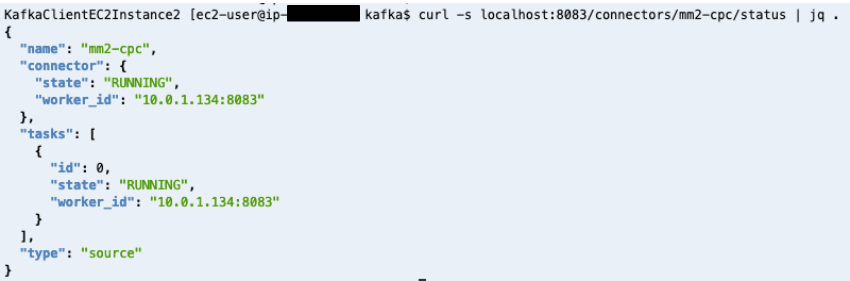 KafkaClientEC2Instance2 [ec2-user@ip- kafka$ curl -s localhost:8083/connectors/mm2-cpc/status | jq .
{
  "name": "mm2-cpc",
  "connector": {
    "state": "RUNNING",
    "worker_id": "10.0.1.134:8083"
  },
  "tasks": [
    {
      "id": 0,
      "state": "RUNNING",
      "worker_id": "10.0.1.134:8083"
    }
  ],
  "type": "source"
}